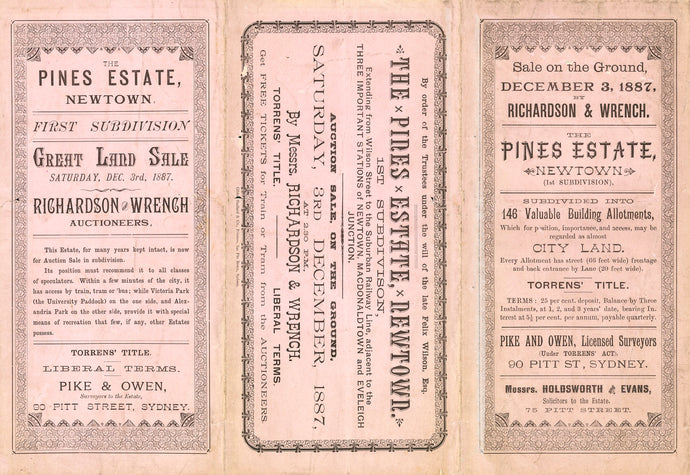 THE
PINES ESTATE,
NEWTOWN.
FIRST SUBDIVISION
GREAT LAND SALE
SATURDAY, DEC. 3rd, 1887.
RICHARDSON AND WRENCH
AUCTIONEERS.
This Estate, for many years kept intact, is now
for Auction Sale in subdivision.
Its position must recommend it to all classes
of speculators. Within a few minutes of the city, it
has access by train, tram or 'bus; while Victoria Park
(the University Paddock) on the one side, and Alex-
andria Park on the other side, provide it with special
means of recreation that few, if any, other Estates
possess.
TORRENS' TITLE.
LIBERAL TERMS.
PIKE & OWEN,
Surveyors to the Estate,
90 PITT STREET, SYDNEY.
By order of the Trustees under the will of the late Felix Wilson, Esq.
THE × PINES × ESTATE, × NEWTOWN.
1ST SUBDIVISION,
Extending from Wilson Street to the Suburban Railway Line, adjacent to the
THREE IMPORTANT STATIONS of NEWTOWN, MACDONALDTOWN and EVELEIGH
JUNCTION.
AUCTION SALE, ON THE GROUND,
SATURDAY, 3RD DECEMBER, 1887,
AT 2.30 P.M.
By Messrs. RICHARDSON & WRENCH.
TORRENS' TITLE. LIBERAL TERMS.
Get FREE TICKETS for Train or Tram from the AUCTIONEERS.
Sale on the Ground,
DECEMBER 3, 1887,
BY
RICHARDSON & WRENCH.
THE
PINES ESTATE,
NEWTOWN
(1st SUBDIVISION).
SUBDIVIDED INTO
146 Valuable Building Allotments,
Which for position, importance, and access, may be
regarded as almost
CITY LAND.
Every Allotment has street (66 feet wide) frontage
and back entrance by Lane (20 feet wide).
TORRENS' TITLE.
TERMS: 25 per cent. deposit, Balance by Three
Instalments, at 1, 2, and 3 years' date, bearing In-
terest at 5½ per cent. per annum, payable quarterly.
PIKE AND OWEN, Licensed Surveyors
(Under TORRENS' ACT)
90 PITT ST, SYDNEY.
Messrs. HOLDSWORTH & EVANS,
Solicitors to the Estate.
75 PITT STREET.